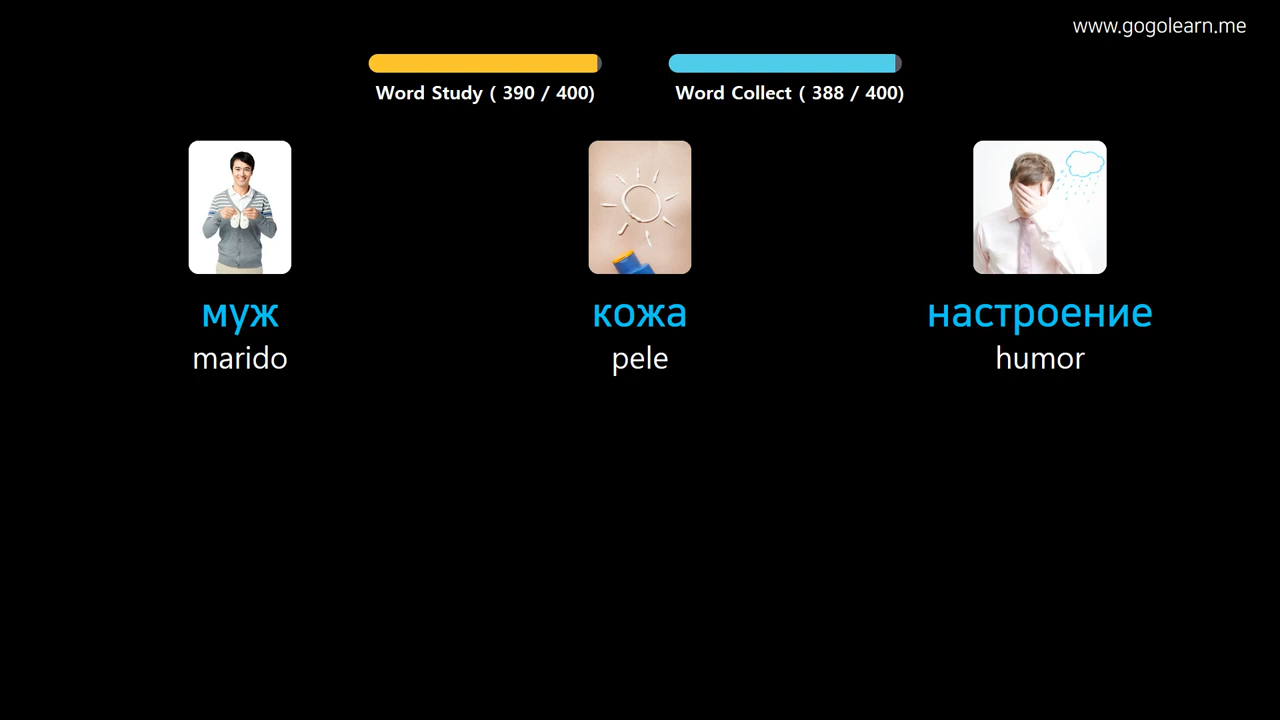 www.gogolearn.me
Word Study ( 390 / 400)
Word Collect ( 388 / 400)
муж
marido
кожа
pele
настроение
humor